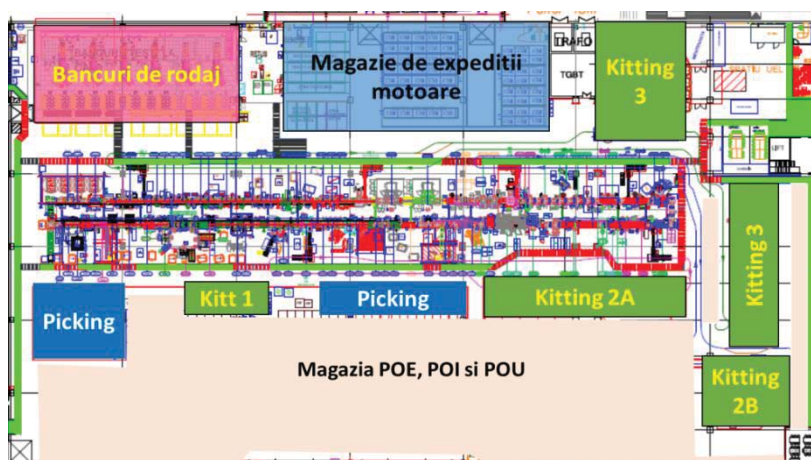 Bancuri de rodaj
Magazie de expeditii
motoare
TRAFO
TGBT
Kitting
3
Kitting 3
Picking
Kitt 1
Picking
Kitting 2A
Magazia POE, POI si POU
Kitting
2B